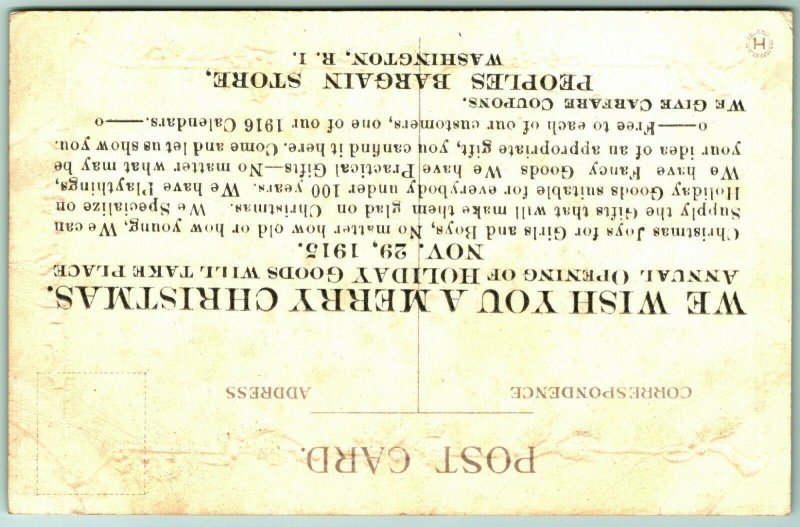 POST CARD.
CORRESPONDENCE
ADDRESS
WE WISH YOU A MERRY CHRISTMAS.
ANNUAL OPENING OF HOLIDAY GOODS WILL TAKE PLACE
NOV. 29, 1915.
Christmas Joys for Girls and Boys, No matter how old or how young, We can
Supply the Gifts that will make them glad on Christmas. We Specialize on
Holiday Goods suitable for everybody under 100 years. We have Playthings,
We have Fancy Goods We have Practical Gifts—No matter what may be
your idea of an appropriate gift, you canfind it here. Come and let us show you.
o——Free to each of our customers, one of our 1916 Calendars.——o
WE GIVE CARFARE COUPONS.
PEOPLES BARGAIN STORE,
WASHINGTON, R. I.
H